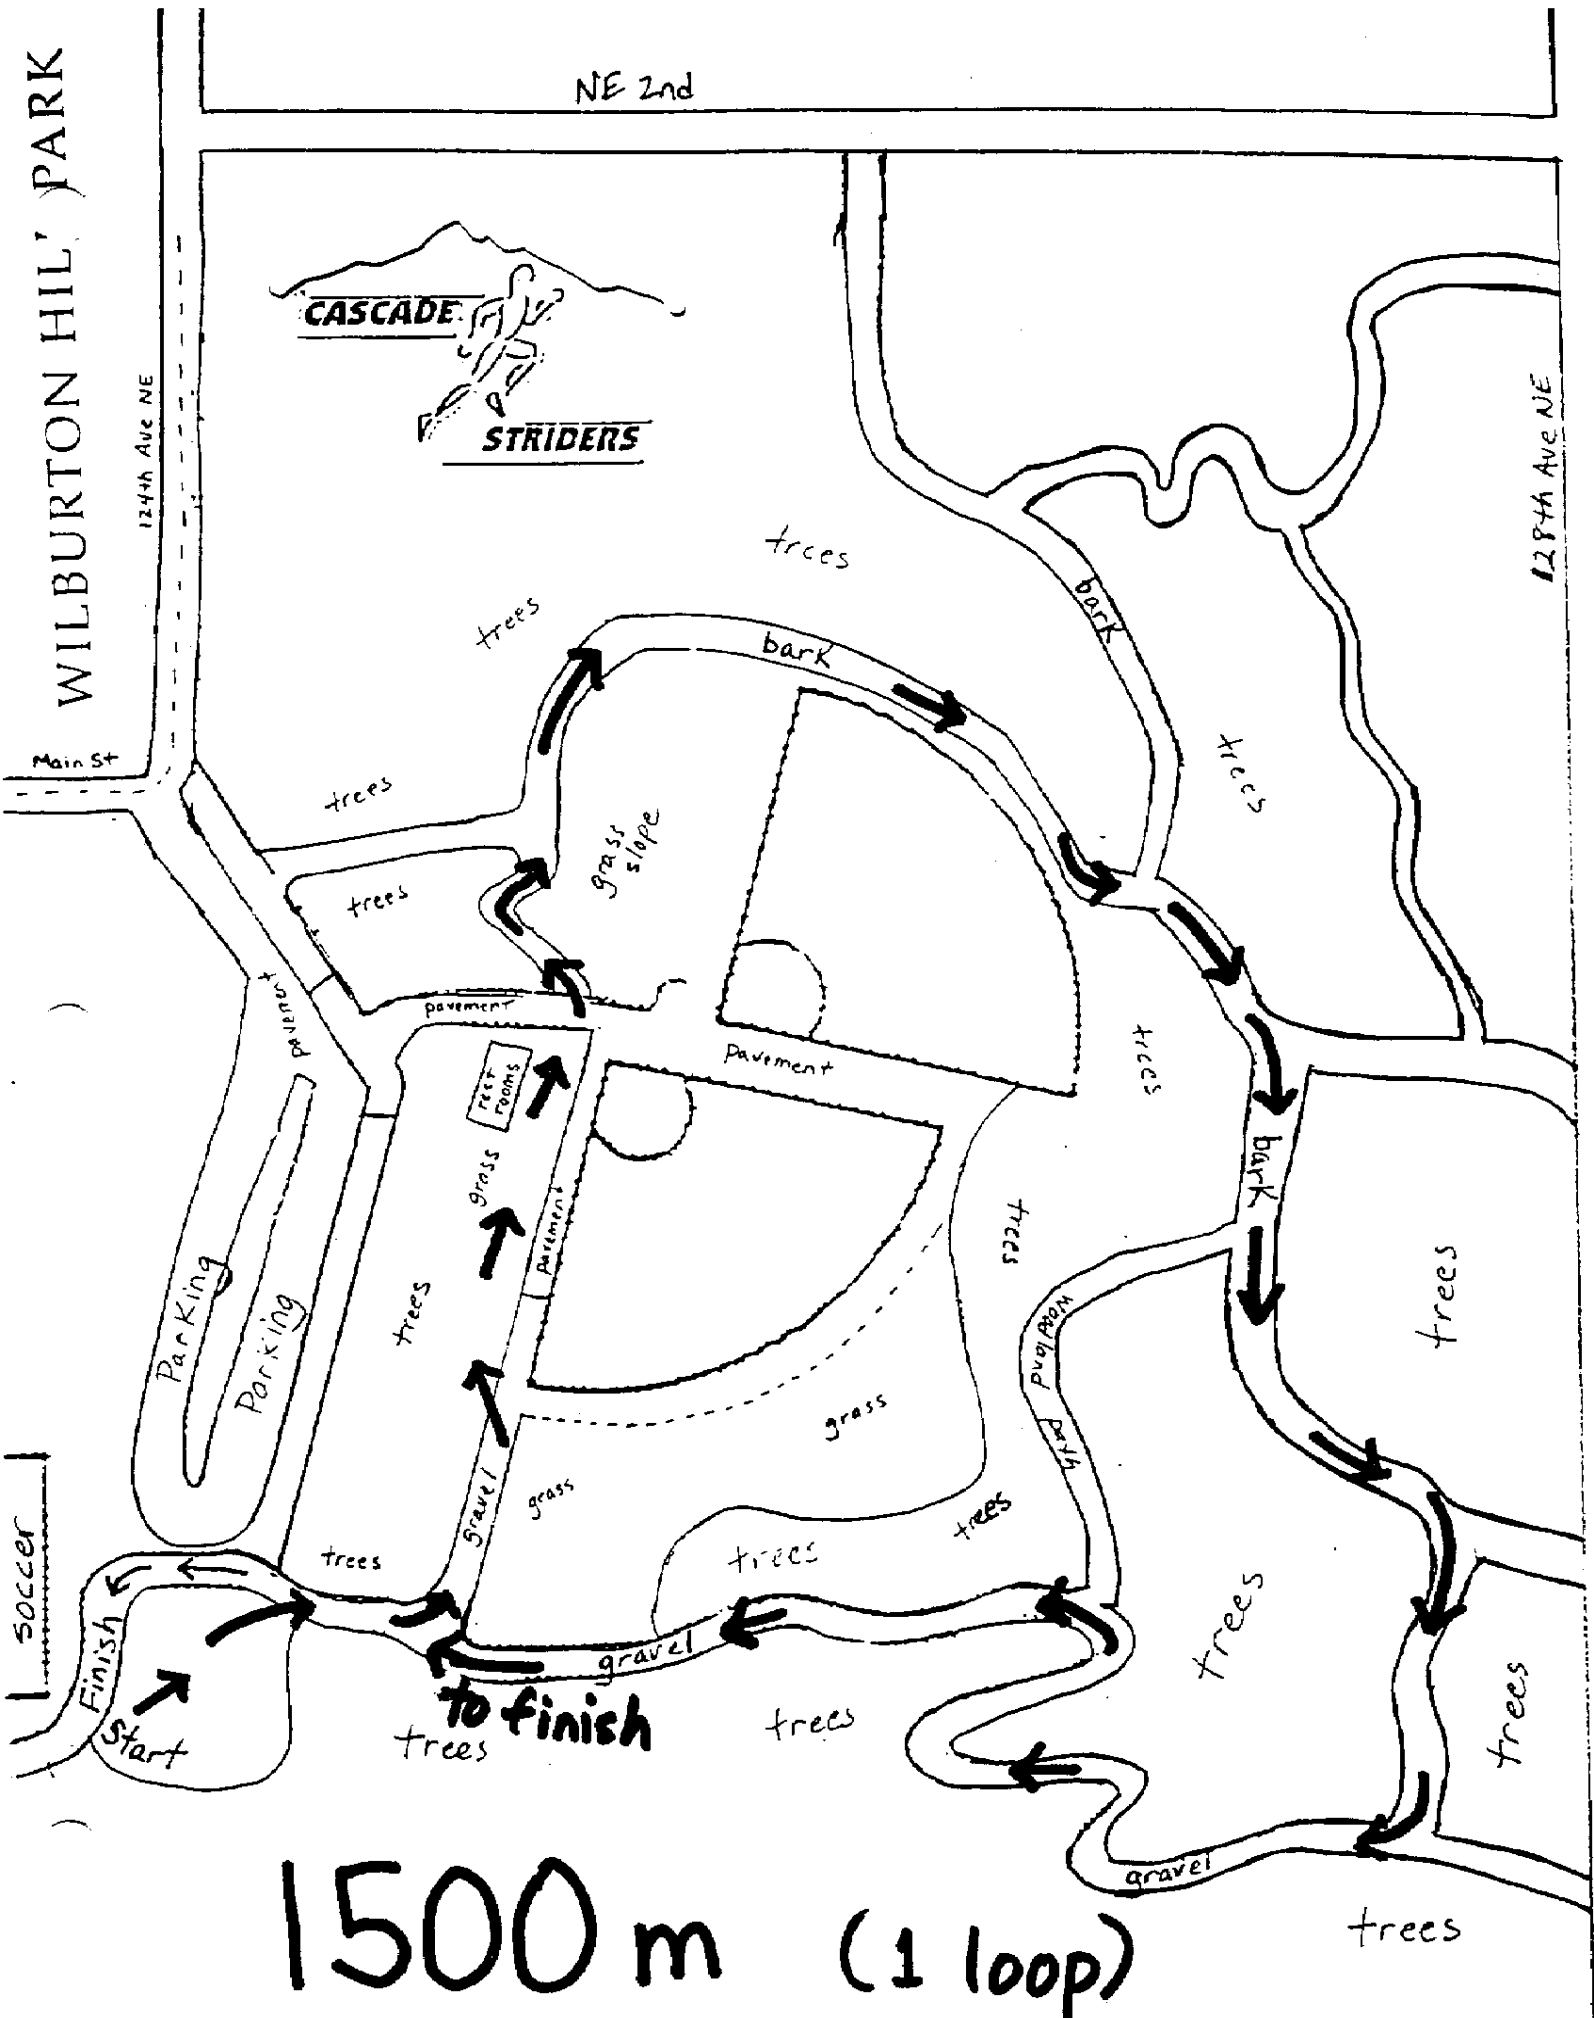 WILBURTON HIL' PARK
NE 2nd
124th Ave NE
CASCADE
STRIDERS
128th Ave NE
trees
trees
bark
bark
Main St
trees
trees
grass
slope
trees
pavement
pavement
pavement
rest
rooms
trees
grass
pavement
bark
trees
trees
Parking
Parking
trees
woodland path
grass
gravel
grass
trees
soccer
trees
trees
trees
trees
Finish
Start
gravel
to finish
trees
trees
trees
gravel
trees
1500 m (1 loop)